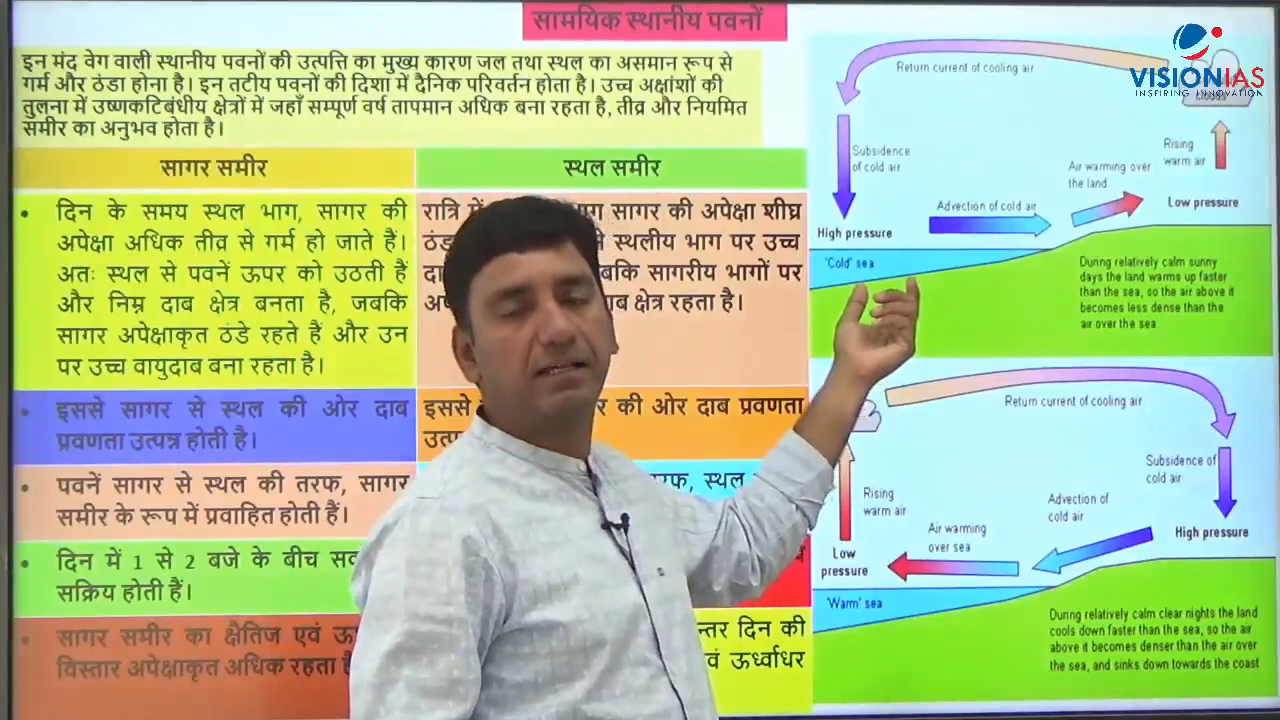 सामयिक स्थानीय पवनों
इन मंद वेग वाली स्थानीय पवनों की उत्पत्ति का मुख्य कारण जल तथा स्थल का असमान रूप से
गर्म और ठंडा होना है। इन तटीय पवनों की दिशा में दैनिक परिवर्तन होता है। उच्च अक्षांशों की
तुलना में उष्णकटिबंधीय क्षेत्रों में जहाँ सम्पूर्ण वर्ष तापमान अधिक बना रहता है, तीव्र और नियमित
समीर का अनुभव होता है।
सागर समीर
• दिन के समय स्थल भाग, सागर की
अपेक्षा अधिक तीव्र से गर्म हो जाते हैं।
अतः स्थल से पवनें ऊपर को उठती हैं
और निम्न दाब क्षेत्र बनता है, जबकि
सागर अपेक्षाकृत ठंडे रहते हैं और उन
पर उच्च वायुदाब बना रहता है।
• इससे सागर से स्थल की ओर दाब
प्रवणता उत्पन्न होती है।
• पवनें सागर से स्थल की तरफ, सागर
समीर के रूप में प्रवाहित होती हैं।
• दिन में 1 से 2 बजे के बीच
सक्रिय होती हैं।
• सागर समीर का क्षैतिज एवं
विस्तार अपेक्षाकृत अधिक रहता
स्थल समीर
रात्रि सागर की अपेक्षा शीघ्र
स्थलीय भाग पर उच्च
सागरीय भागों पर
क्षेत्र रहता है।
इससे की ओर दाब प्रवणता
स्थल
दिन की
ऊर्ध्वाधर
VISIONIAS
INSPIRING INNOVATION
Return current of cooling air
clouds
Subsidence
of cold air
Rising
warm air
Air warming over
the land
Advection of cold air
Low pressure
High pressure
'Cold' sea
During relatively calm sunny
days the land warms up faster
than the sea, so the air above it
becomes less dense than the
air over the sea
Return current of cooling air
Subsidence of
cold air
Rising
warm air
Advection of
cold air
Air warming
over sea
High pressure
Low
pressure
'Warm' sea
During relatively calm clear nights the land
cools down faster than the sea, so the air
above it becomes denser than the air over
the sea, and sinks down towards the coast